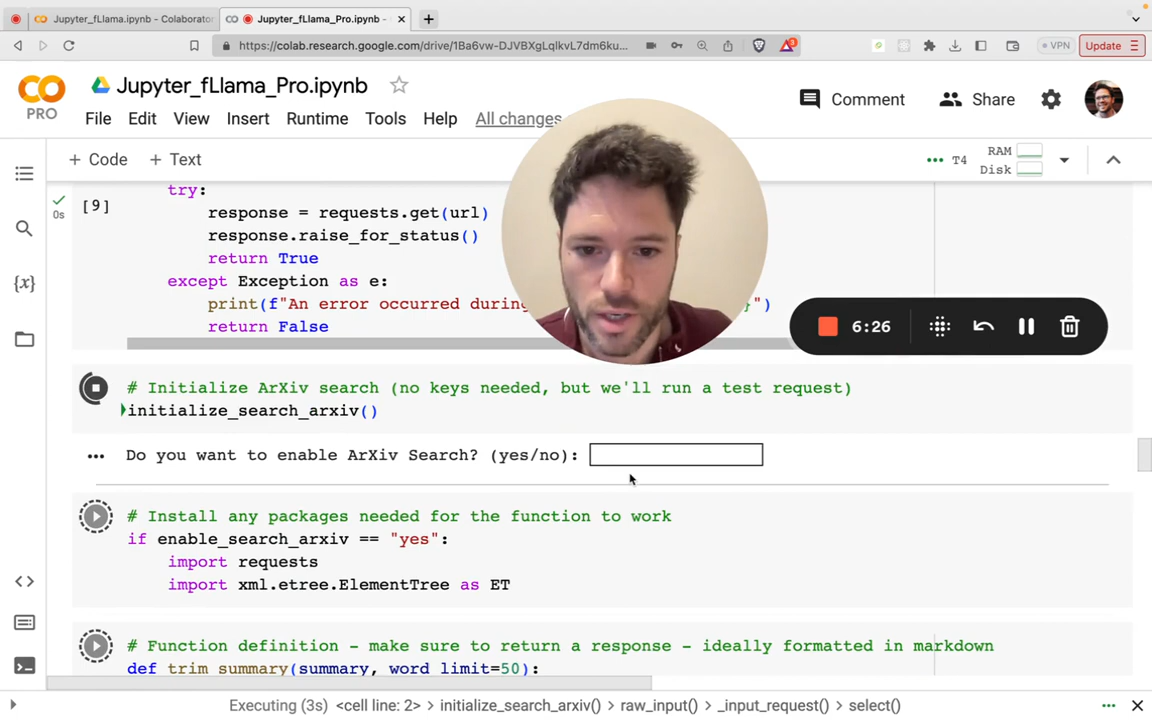 Jupyter_fLlama.ipynb - Colaborator
Jupyter_fLlama_Pro.ipynb -
https://colab.research.google.com/drive/1Ba6vw-DJVBXgLqlkvL7dm6ku...
VPN
Update
PRO
Jupyter_fLlama_Pro.ipynb
File Edit View Insert Runtime Tools Help All changes
Comment
Share
+ Code + Text
T4
RAM
Disk
[9]
0s
try:
response = requests.get(url)
response.raise_for_status()
return True
except Exception as e:
print(f"An error occurred during }")
return False
6:26
# Initialize ArXiv search (no keys needed, but we'll run a test request)
initialize_search_arxiv()
Do you want to enable ArXiv Search? (yes/no):
# Install any packages needed for the function to work
if enable_search_arxiv == "yes":
import requests
import xml.etree.ElementTree as ET
# Function definition - make sure to return a response - ideally formatted in markdown
def trim_summary(summary, word_limit=50):
Executing (3s) <cell line: 2> > initialize_search_arxiv() > raw_input() > _input_request() > select()